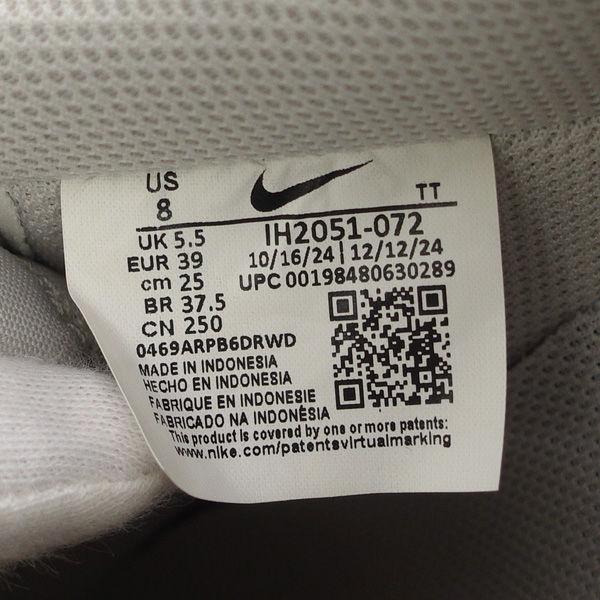 US
8
TT
UK 5.5
EUR 39
cm 25
BR 37.5
CN 250
IH2051-072
10/16/24 | 12/12/24
UPC 00198480630289
0469ARPB6DRWD
MADE IN INDONESIA
HECHO EN INDONESIA
FABRIQUE EN INDONESIE
FABRICADO NA INDONÉSIA
This product is covered by one or more patents:
www.nike.com/patentsvirtualmarking